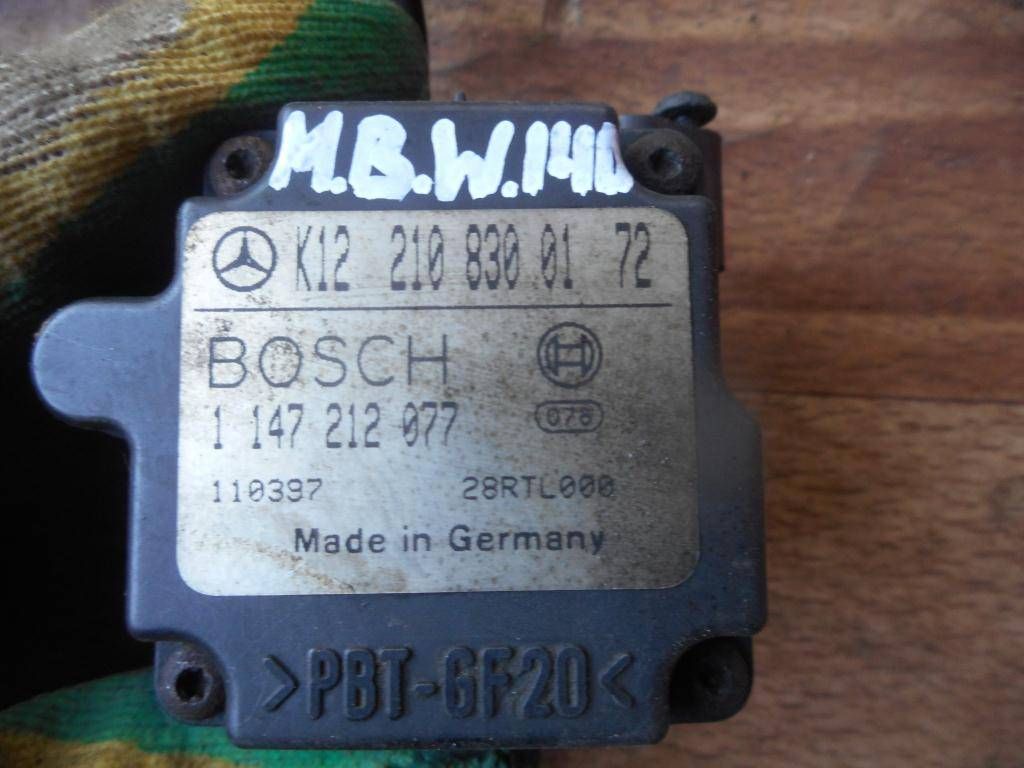 M.B.W.140
K12 210 830 01 72
BOSCH
1 147 212 077 078
110397 28RTL000
Made in Germany
>PBT-GF20<